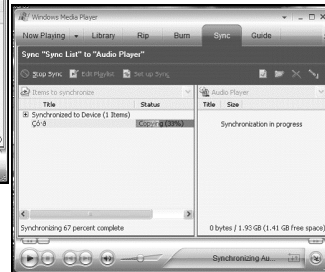 Windows Media Player
Now Playing Library Rip Burn Sync Guide
Sync "Sync List" to "Audio Player"
Stop Sync Edit Playlist Set up Sync
Items to synchronize Audio Player
Title Status Title Size
Synchronized to Device (1 Items)
Çó·ð Copying (33%) Synchronization in progress
Synchronizing 67 percent complete 0 bytes / 1.93 GB (1.41 GB free space)
Synchronizing Au...